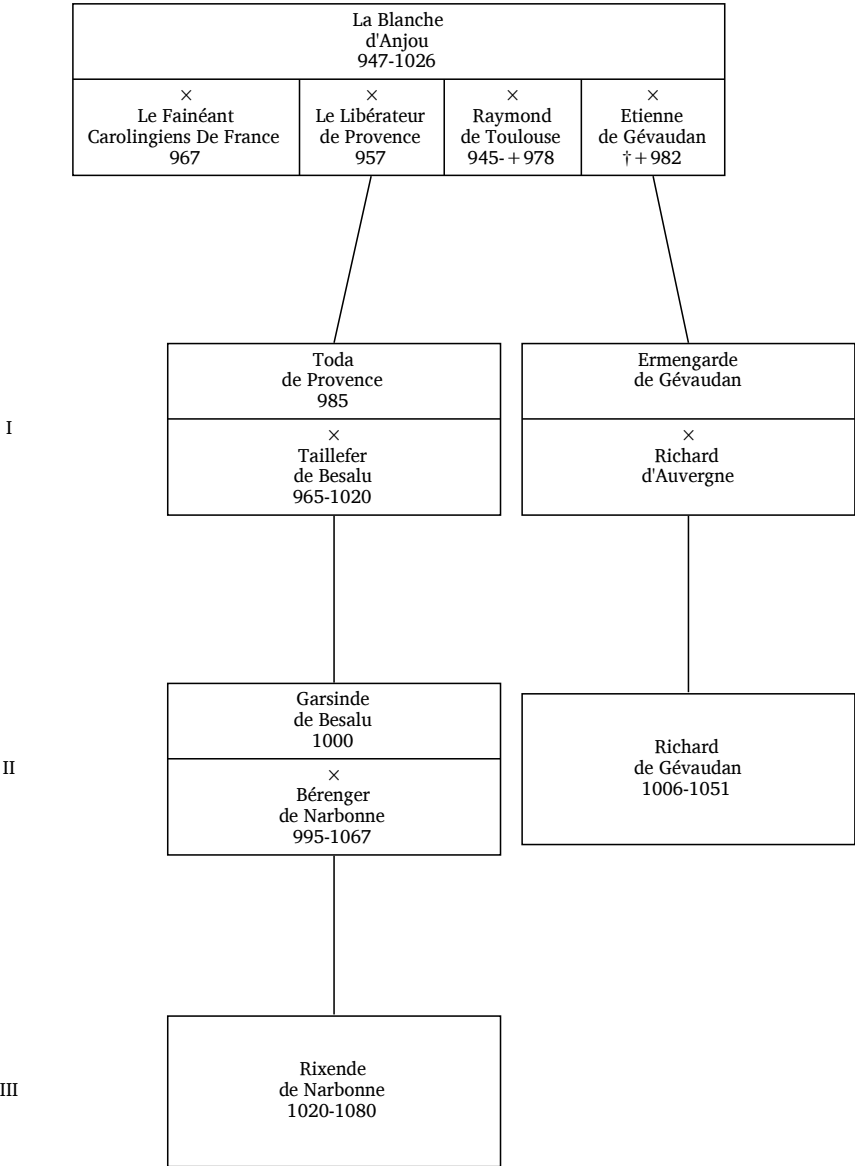 La Blanche
d'Anjou
947-1026
×
Le Fainéant
Carolingiens De France
967
×
Le Libérateur
de Provence
957
×
Raymond
de Toulouse
945-+978
×
Etienne
de Gévaudan
†+982
I
Toda
de Provence
985
×
Taillefer
de Besalu
965-1020
Ermengarde
de Gévaudan
×
Richard
d'Auvergne
II
Garsinde
de Besalu
1000
×
Bérenger
de Narbonne
995-1067
Richard
de Gévaudan
1006-1051
III
Rixende
de Narbonne
1020-1080